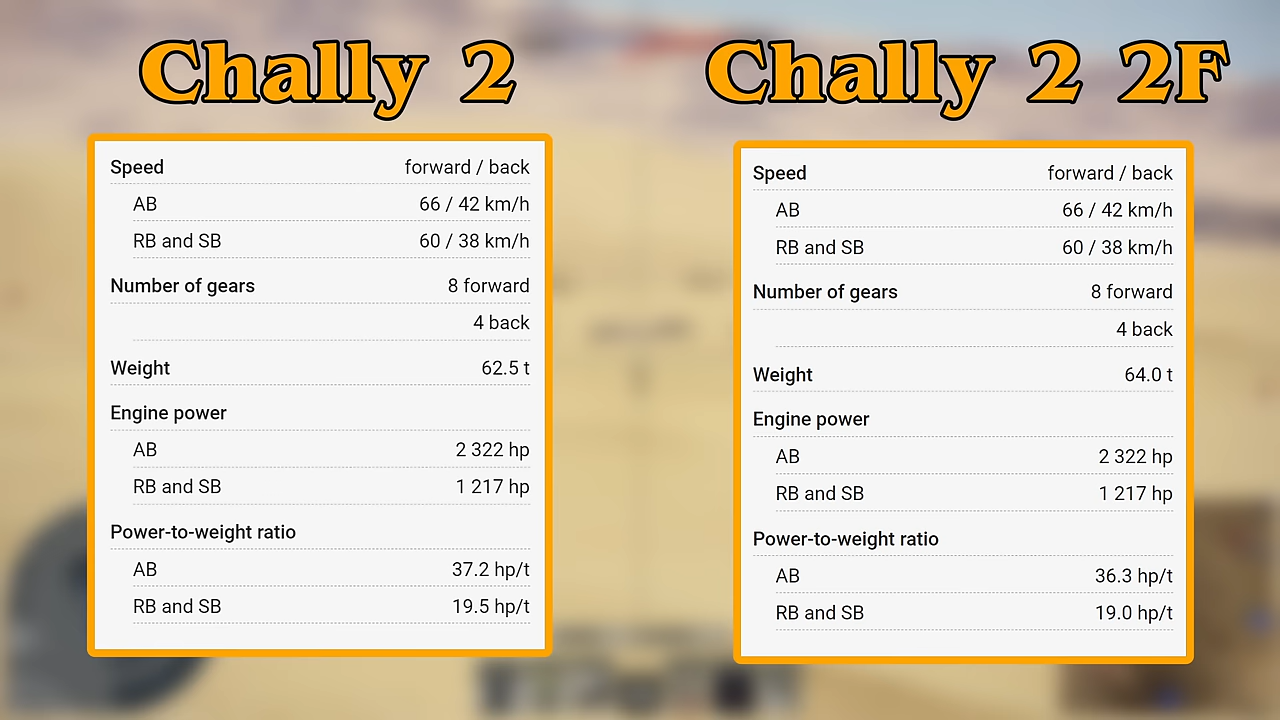 Chally 2
Speed forward / back
AB 66 / 42 km/h
RB and SB 60 / 38 km/h
Number of gears 8 forward
4 back
Weight 62.5 t
Engine power
AB 2 322 hp
RB and SB 1 217 hp
Power-to-weight ratio
AB 37.2 hp/t
RB and SB 19.5 hp/t
Chally 2 2F
Speed forward / back
AB 66 / 42 km/h
RB and SB 60 / 38 km/h
Number of gears 8 forward
4 back
Weight 64.0 t
Engine power
AB 2 322 hp
RB and SB 1 217 hp
Power-to-weight ratio
AB 36.3 hp/t
RB and SB 19.0 hp/t